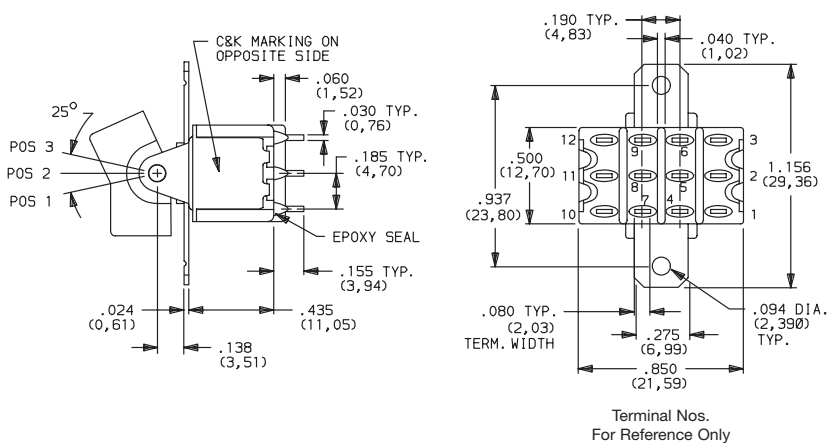 C&K MARKING ON
OPPOSITE SIDE
.060
(1,52)
.030 TYP.
(0,76)
25°
POS 3
POS 2
POS 1
.185 TYP.
(4,70)
EPOXY SEAL
.155 TYP.
(3,94)
.024
(0,61)
.435
(11,05)
.138
(3,51)
.190 TYP.
(4,83)
.040 TYP.
(1,02)
12
9
6
3
.500
(12,70)
11
8
5
2
1.156
(29,36)
.937
(23,80)
10
7
4
1
.080 TYP.
(2,03)
TERM. WIDTH
.275
(6,99)
.094 DIA.
(2,39Ø)
TYP.
.850
(21,59)
Terminal Nos.
For Reference Only